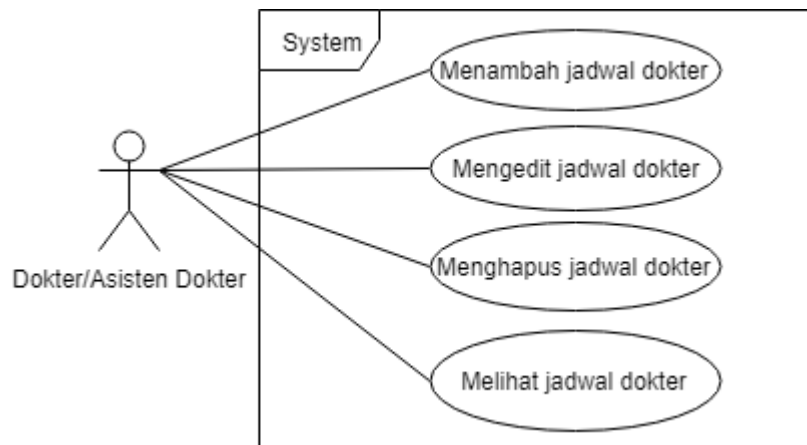 System
Menambah jadwal dokter
Mengedit jadwal dokter
Menghapus jadwal dokter
Dokter/Asisten Dokter
Melihat jadwal dokter